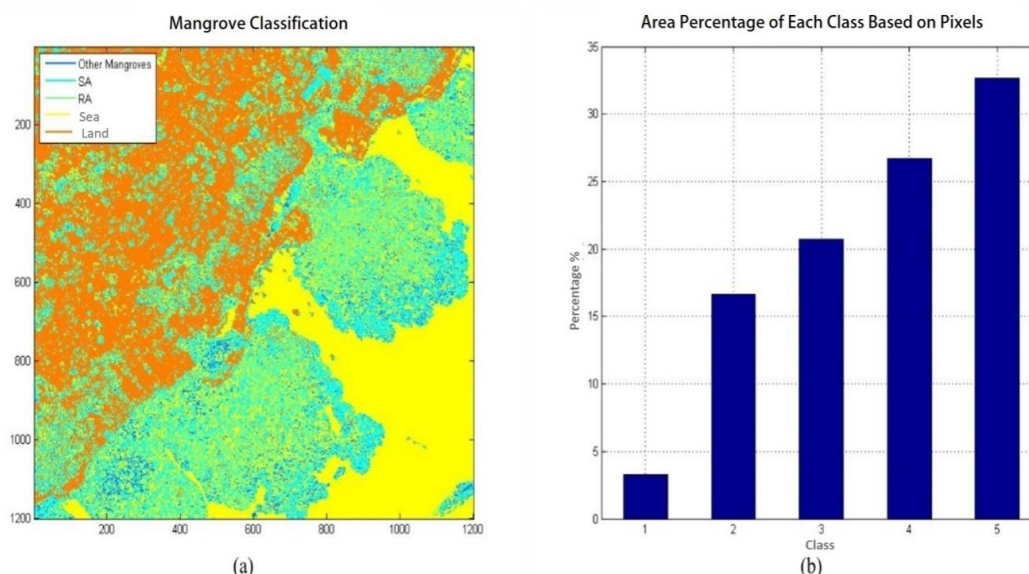 Mangrove Classification
Other Mangroves
SA
RA
Sea
Land
200
400
600
800
1000
1200
200
400
600
800
1000
1200
(a)
Area Percentage of Each Class Based on Pixels
35
30
25
20
15
10
5
0
Percentage %
1
2
3
4
5
Class
(b)